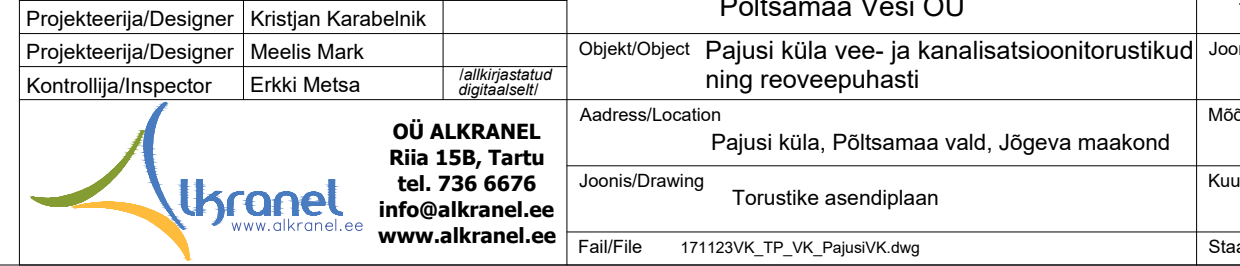 Projekteerija/Designer Kristjan Karabelnik
Projekteerija/Designer Meelis Mark
Kontrollija/Inspector Erkki Metsa /allkirjastatud
digitaalselt/
alkranel
www.alkranel.ee
OÜ ALKRANEL
Riia 15B, Tartu
tel. 736 6676
info@alkranel.ee
www.alkranel.ee
Põltsamaa Vesi OÜ
Objekt/Object Pajusi küla vee- ja kanalisatsioonitorustikud
ning reoveepuhasti
Aadress/Location
Pajusi küla, Põltsamaa vald, Jõgeva maakond
Joonis/Drawing
Torustike asendiplaan
Fail/File 171123VK_TP_VK_PajusiVK.dwg